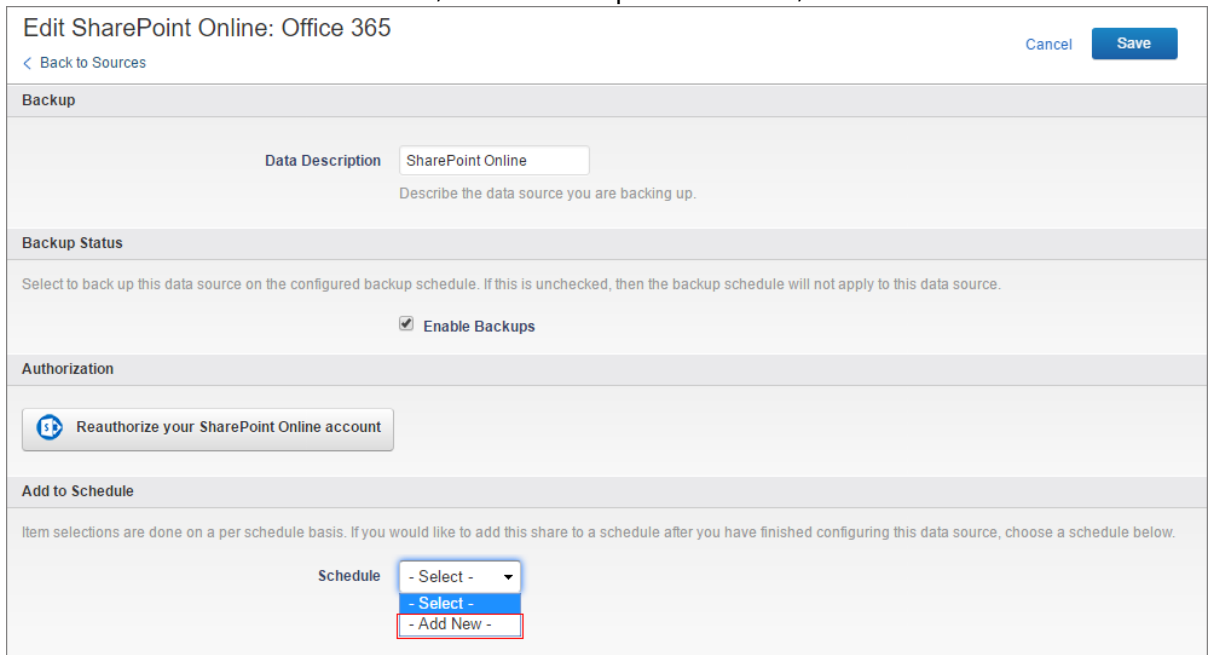 Edit SharePoint Online: Office 365
Cancel
Save
< Back to Sources
Backup
Data Description
SharePoint Online
Describe the data source you are backing up.
Backup Status
Select to back up this data source on the configured backup schedule. If this is unchecked, then the backup schedule will not apply to this data source.
Enable Backups
Authorization
Reauthorize your SharePoint Online account
Add to Schedule
Item selections are done on a per schedule basis. If you would like to add this share to a schedule after you have finished configuring this data source, choose a schedule below.
Schedule
- Select -
- Select -
- Add New -